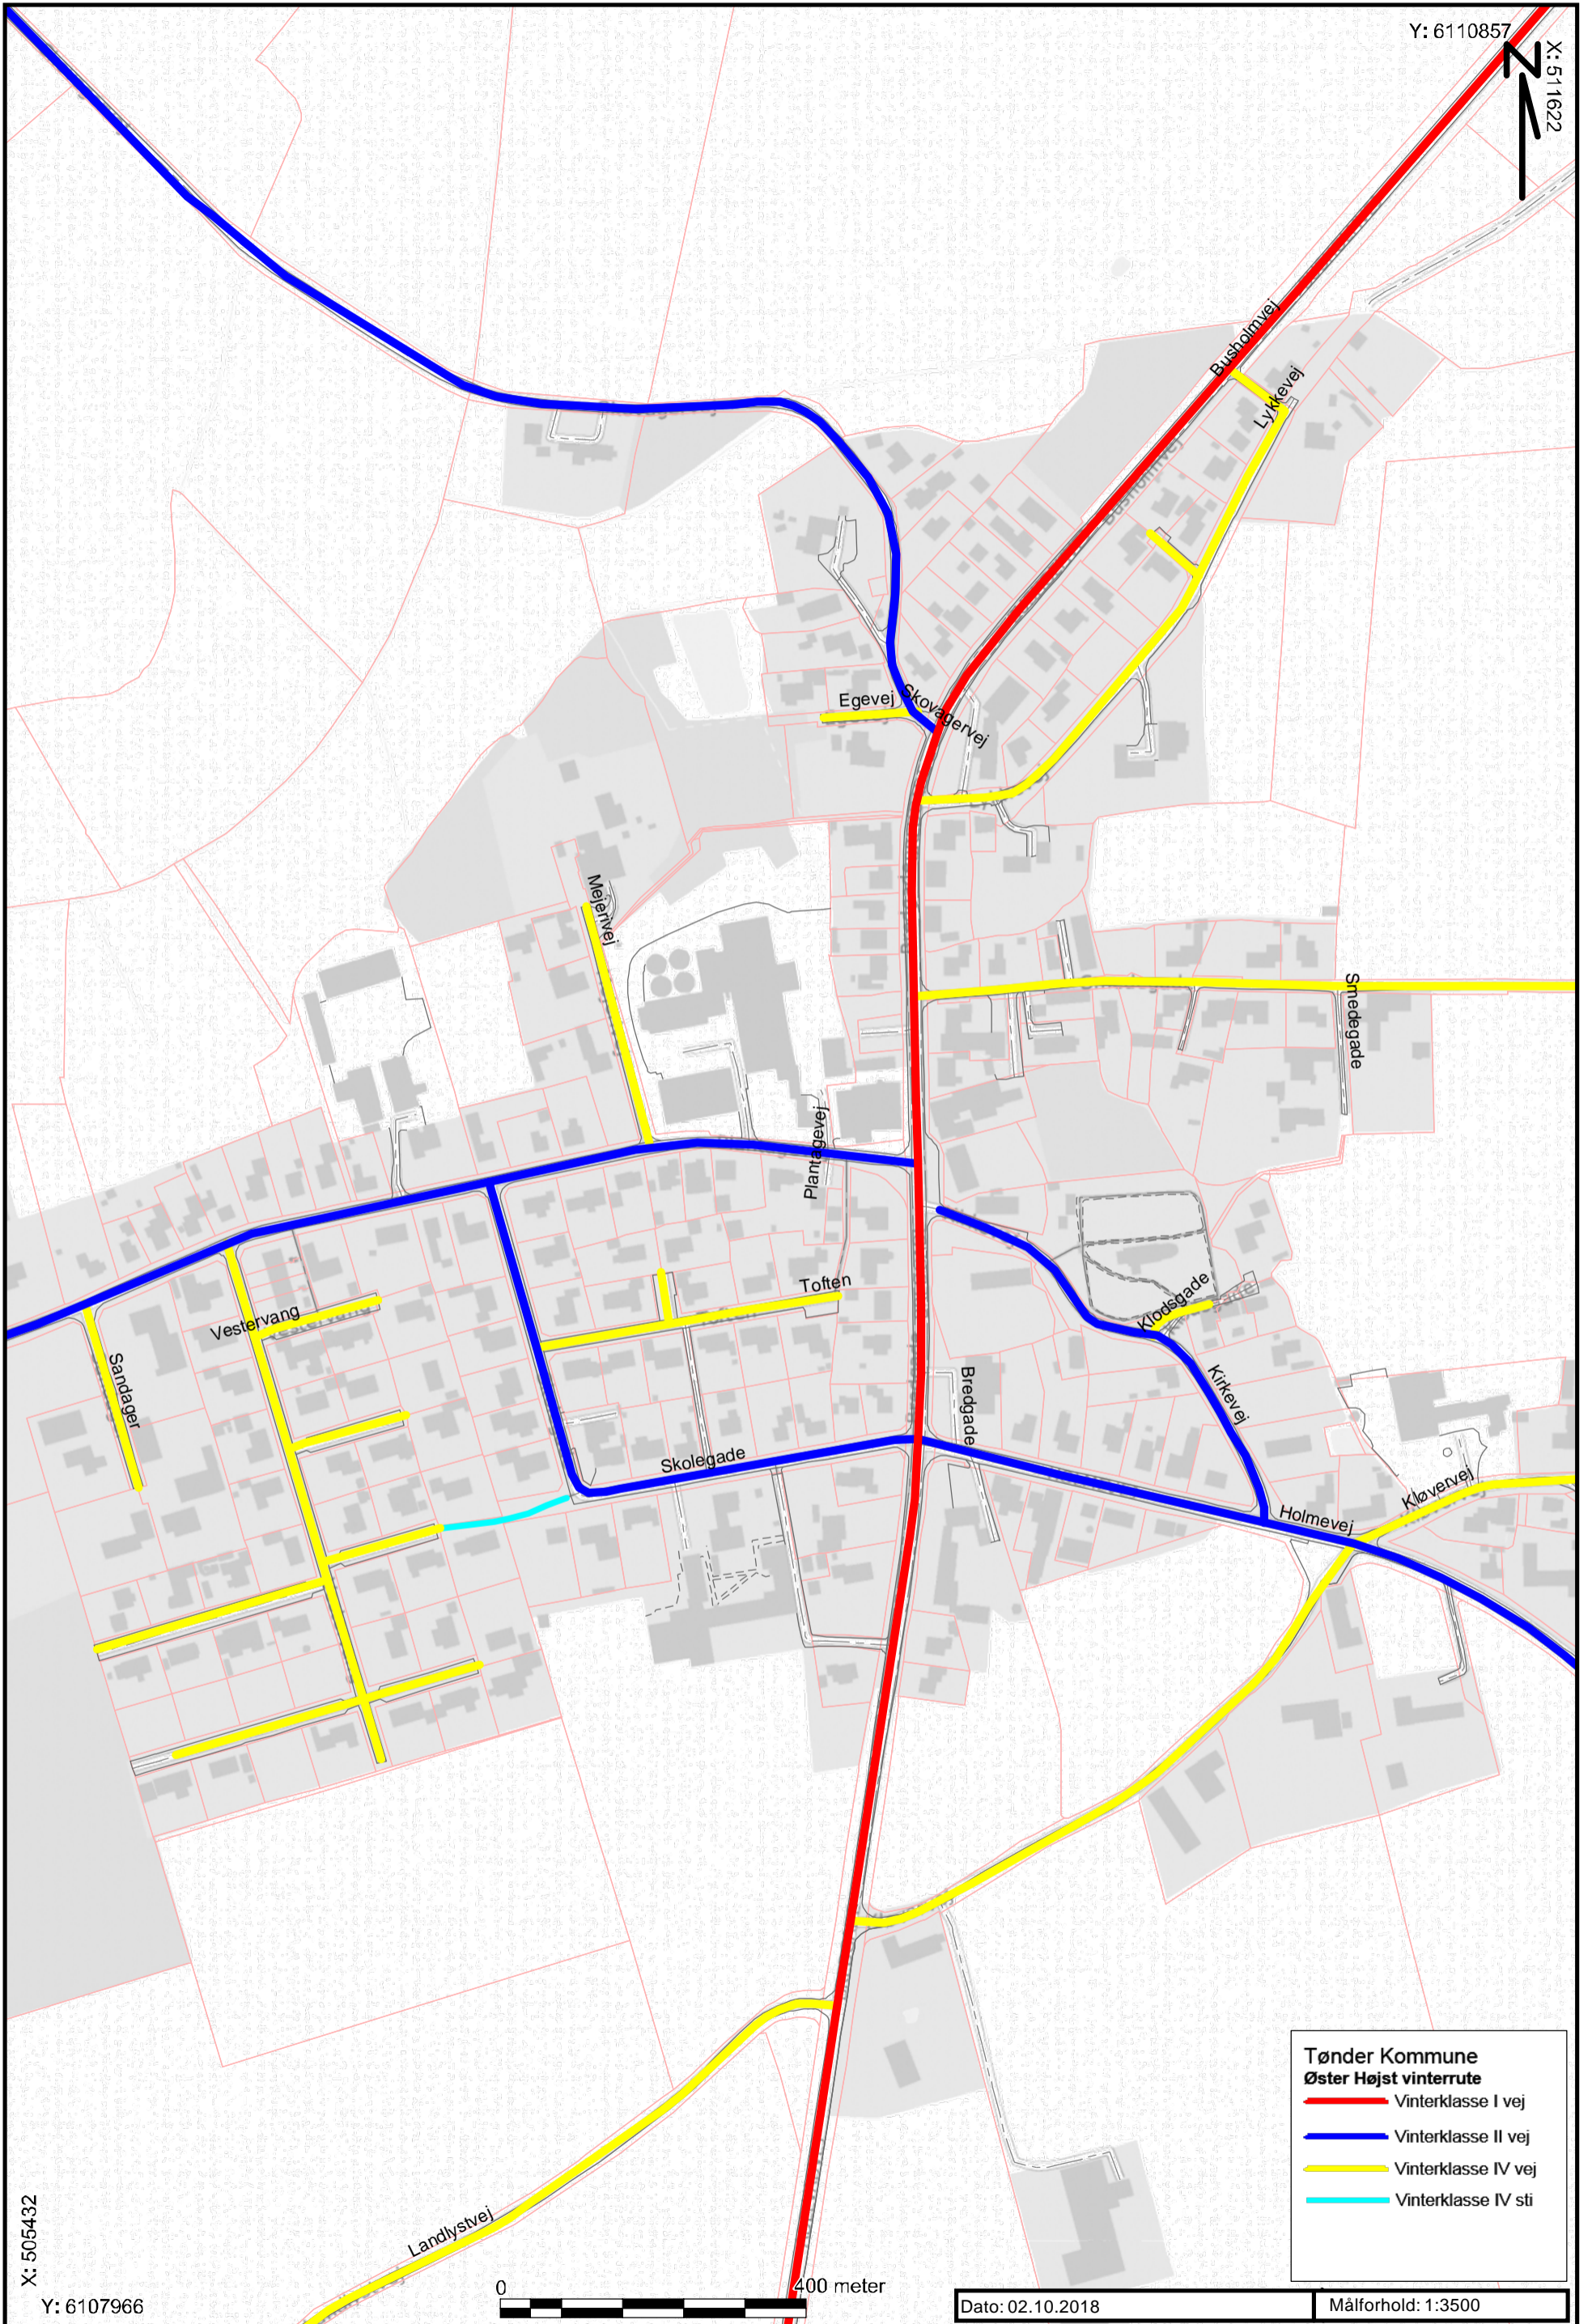 Y: 6110857
X: 511622
Busholmvej
Lykkevej
Busholmvej
Egevej
Skovagervej
Mejerivej
Smedegade
Plantagevej
Toften
Toften
Klodsgade
Vestervang
Vestervang
Sandager
Bredgade
Kirkevej
Skolegade
Kløvervej
Holmevej
Landlystvej
Tønder Kommune
Øster Højst vinterrute
Vinterklasse I vej
Vinterklasse II vej
Vinterklasse IV vej
Vinterklasse IV sti
X: 505432
Y: 6107966
0
400 meter
Dato: 02.10.2018
Målforhold: 1:3500